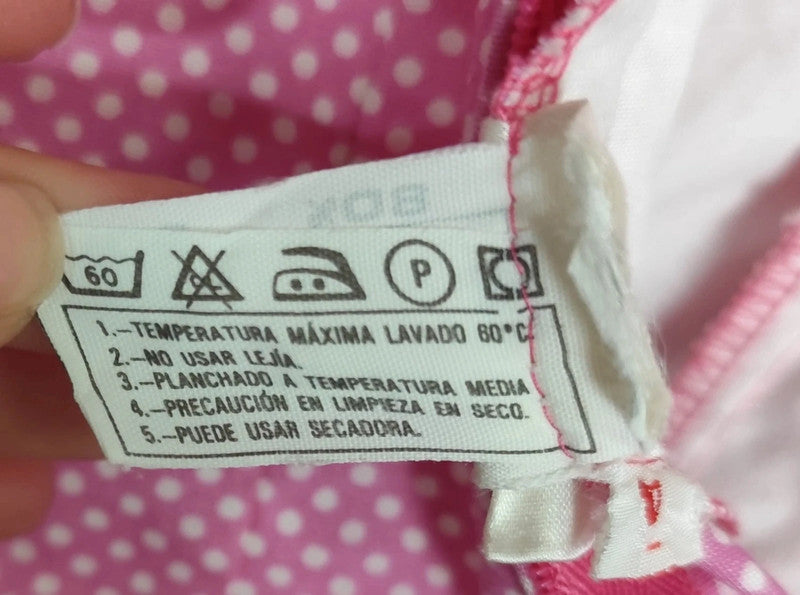 60 CL P
1.-TEMPERATURA MÁXIMA LAVADO 60°C
2.-NO USAR LEJÍA.
3.-PLANCHADO A TEMPERATURA MEDIA
4.-PRECAUCIÓN EN LIMPIEZA EN SECO.
5.-PUEDE USAR SECADORA.